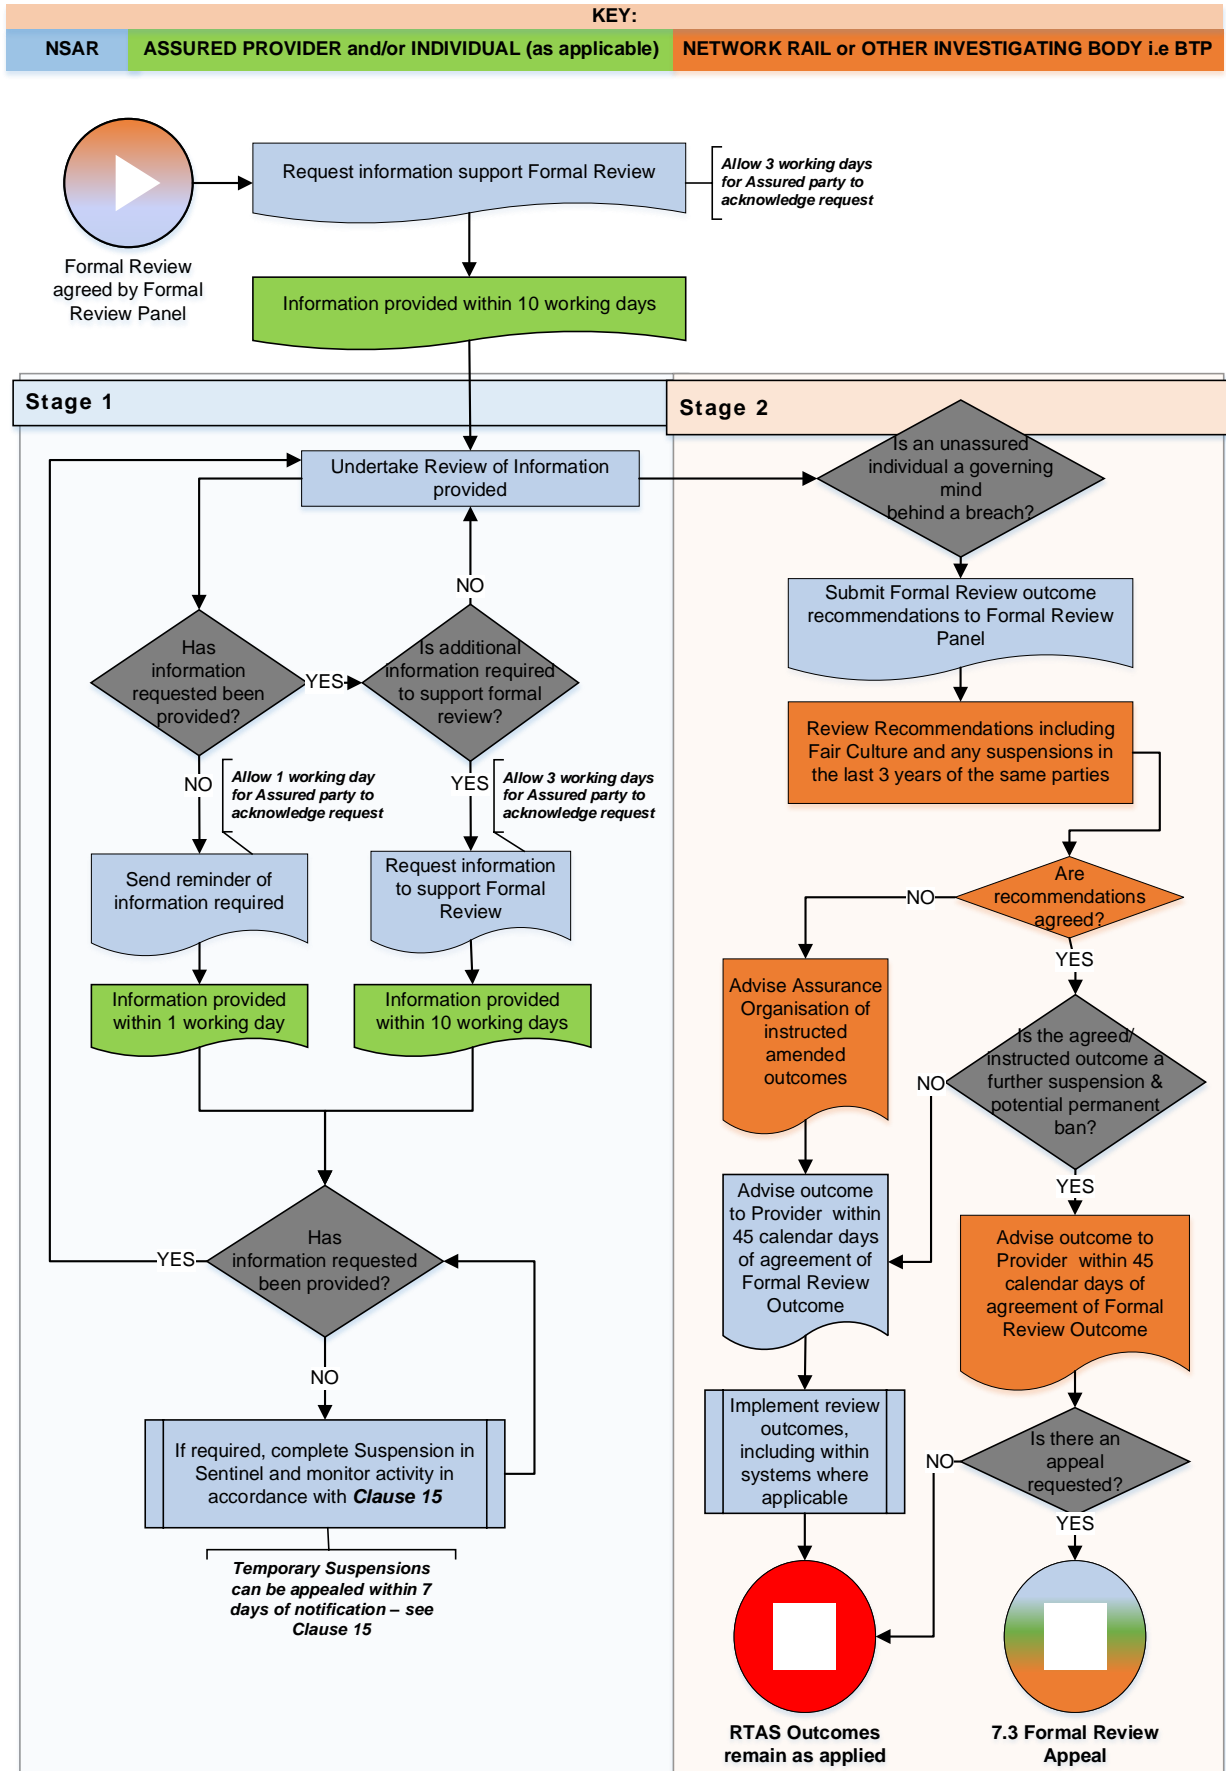 KEY:
NSAR
ASSURED PROVIDER and/or INDIVIDUAL (as applicable)
NETWORK RAIL or OTHER INVESTIGATING BODY i.e BTP
Formal Review
agreed by Formal
Review Panel
Request information support Formal Review
Allow 3 working days
for Assured party to
acknowledge request
Information provided within 10 working days
Stage 1
Undertake Review of Information
provided
Has
information
requested been
provided?
YES
NO
Is additional
information required
to support formal
review?
NO
Allow 1 working day
for Assured party to
acknowledge request
YES
Allow 3 working days
for Assured party to
acknowledge request
Send reminder of
information required
Request information
to support Formal
Review
Information provided
within 1 working day
Information provided
within 10 working days
Has
information requested
been provided?
YES
NO
If required, complete Suspension in
Sentinel and monitor activity in
accordance with Clause 15
Temporary Suspensions
can be appealed within 7
days of notification – see
Clause 15
Stage 2
Is an unassured
individual a governing
mind
behind a breach?
Submit Formal Review outcome
recommendations to Formal Review
Panel
Review Recommendations including
Fair Culture and any suspensions in
the last 3 years of the same parties
Are
recommendations
agreed?
NO
YES
Advise Assurance
Organisation of
instructed
amended
outcomes
Is the agreed/
instructed outcome a
further suspension &
potential permanent
ban?
NO
YES
Advise outcome
to Provider within
45 calendar days
of agreement of
Formal Review
Outcome
Advise outcome to
Provider within 45
calendar days of
agreement of Formal
Review Outcome
Implement review
outcomes,
including within
systems where
applicable
Is there an
appeal
requested?
NO
YES
RTAS Outcomes
remain as applied
7.3 Formal Review
Appeal